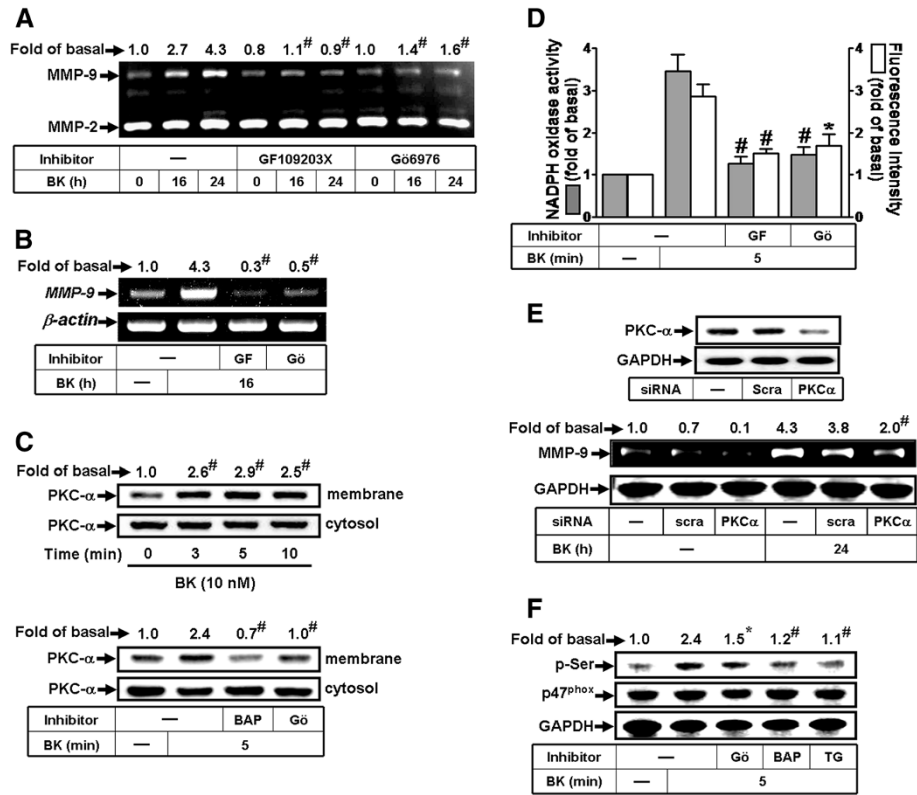 A
Fold of basal 1.0 2.7 4.3 0.8 1.1# 0.9# 1.0 1.4# 1.6#
MMP-9
MMP-2
Inhibitor — GF109203X Gö6976
BK (h) 0 16 24 0 16 24 0 16 24
B
Fold of basal 1.0 4.3 0.3# 0.5#
MMP-9
β-actin
Inhibitor — GF Gö
BK (h) — 16
C
Fold of basal 1.0 2.6# 2.9# 2.5#
PKC-α membrane
PKC-α cytosol
Time (min) 0 3 5 10
BK (10 nM)
Fold of basal 1.0 2.4 0.7# 1.0#
PKC-α membrane
PKC-α cytosol
Inhibitor — BAP Gö
BK (min) — 5
D
NADPH oxidase activity
(fold of basal)
4
3
2
1
0
# # # *
4
3
2
1
0
Fluorescence Intensity
(fold of basal)
Inhibitor — GF Gö
BK (min) — 5
E
PKC-α
GAPDH
siRNA — Scra PKCα
Fold of basal 1.0 0.7 0.1 4.3 3.8 2.0#
MMP-9
GAPDH
siRNA — scra PKCα — scra PKCα
BK (h) — 24
F
Fold of basal 1.0 2.4 1.5* 1.2# 1.1#
p-Ser
p47phox
GAPDH
Inhibitor — Gö BAP TG
BK (min) — 5